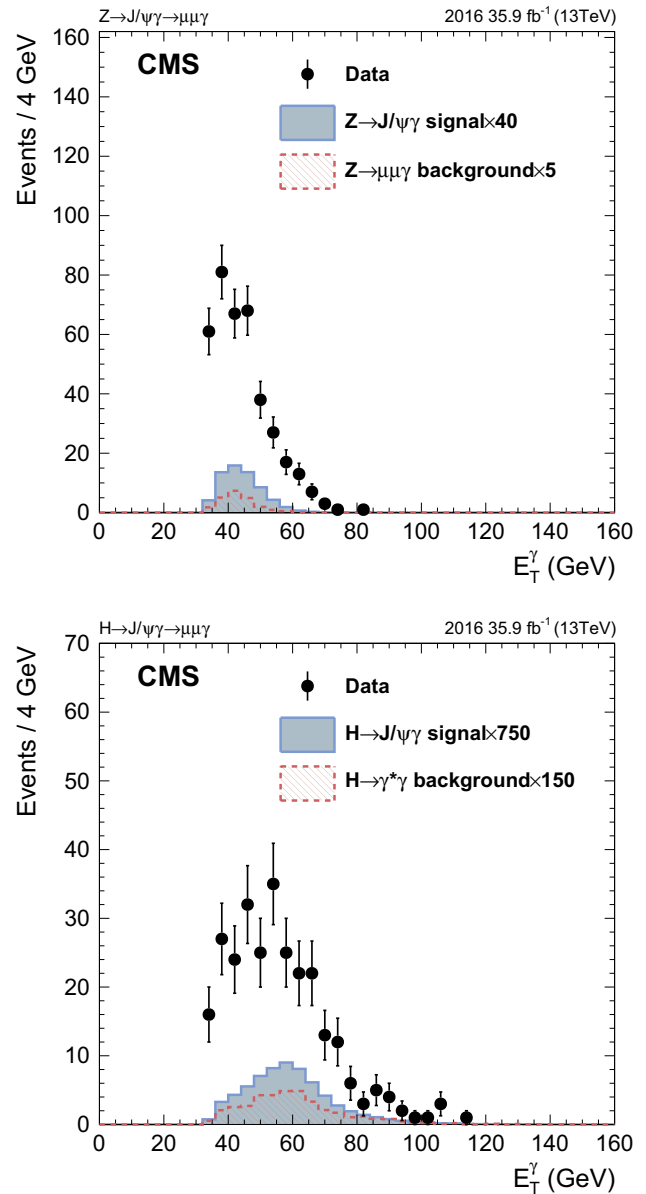 Z→J/ψγ→μμγ 2016 35.9 fb⁻¹ (13TeV)
CMS
Data
Z→J/ψγ signal×40
Z→μμγ background×5
Events / 4 GeV
160
140
120
100
80
60
40
20
0
0 20 40 60 80 100 120 140 160
E_T^γ (GeV)
H→J/ψγ→μμγ 2016 35.9 fb⁻¹ (13TeV)
CMS
Data
H→J/ψγ signal×750
H→γ*γ background×150
Events / 4 GeV
70
60
50
40
30
20
10
0
0 20 40 60 80 100 120 140 160
E_T^γ (GeV)